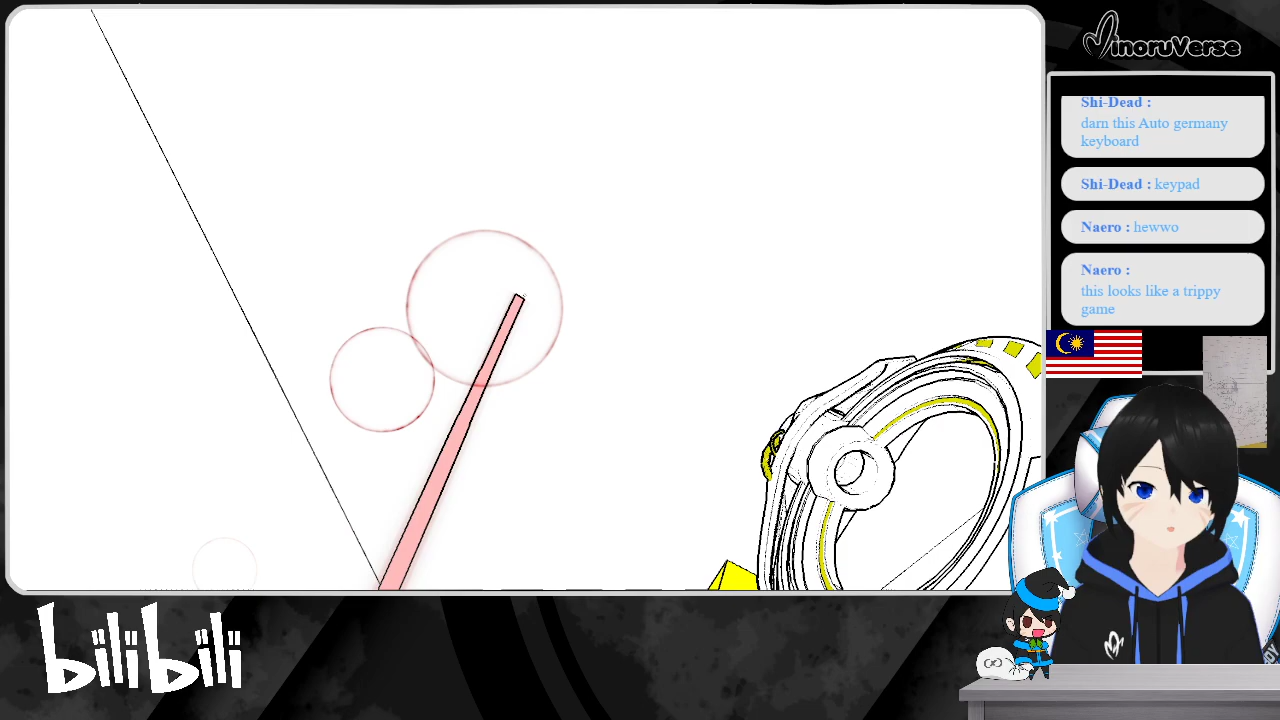 MinoruVerse
Shi-Dead :
darn this Auto germany
keyboard
Shi-Dead : keypad
Naero : hewwo
Naero :
this looks like a trippy
game
bilibili